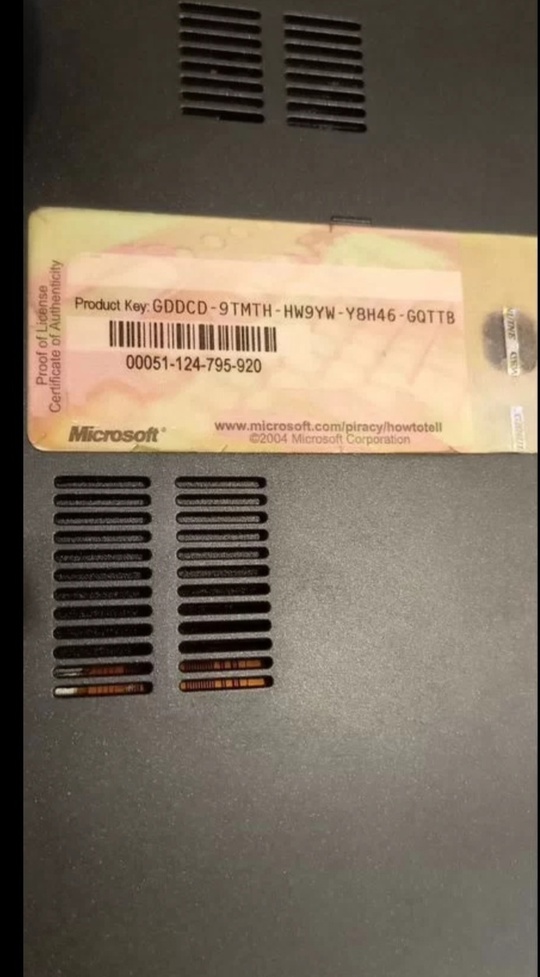 Proof of License
Certificate of Authenticity
Product Key: GDDCD-9TMTH-HW9YW-Y8H46-GQTTB
00051-124-795-920
Microsoft®
www.microsoft.com/piracy/howtotell
©2004 Microsoft Corporation